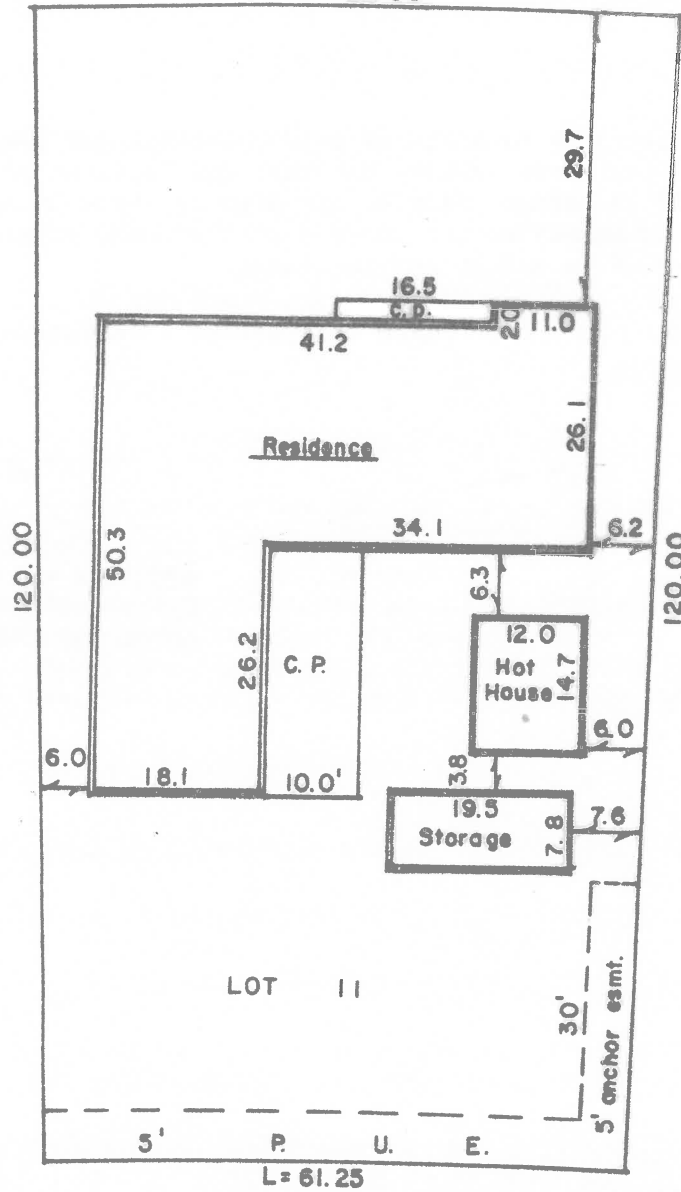 29.7
16.5
C. D.
2.0
11.0
41.2
26.1
Residence
34.1
6.2
50.3
120.00
120.00
6.3
12.0
Hot
House
14.7
26.2
C. P.
6.0
6.0
18.1
10.0'
3.8
19.5
7.8
7.6
Storage
LOT 11
30'
5' anchor esmt.
5' P. U. E.
L= 61.25